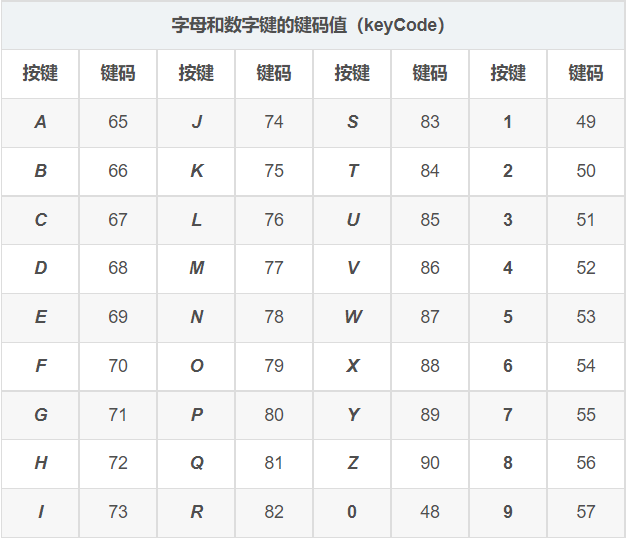 字母和数字键的键码值（keyCode）
按键 键码 按键 键码 按键 键码 按键 键码
A 65 J 74 S 83 1 49
B 66 K 75 T 84 2 50
C 67 L 76 U 85 3 51
D 68 M 77 V 86 4 52
E 69 N 78 W 87 5 53
F 70 O 79 X 88 6 54
G 71 P 80 Y 89 7 55
H 72 Q 81 Z 90 8 56
I 73 R 82 0 48 9 57